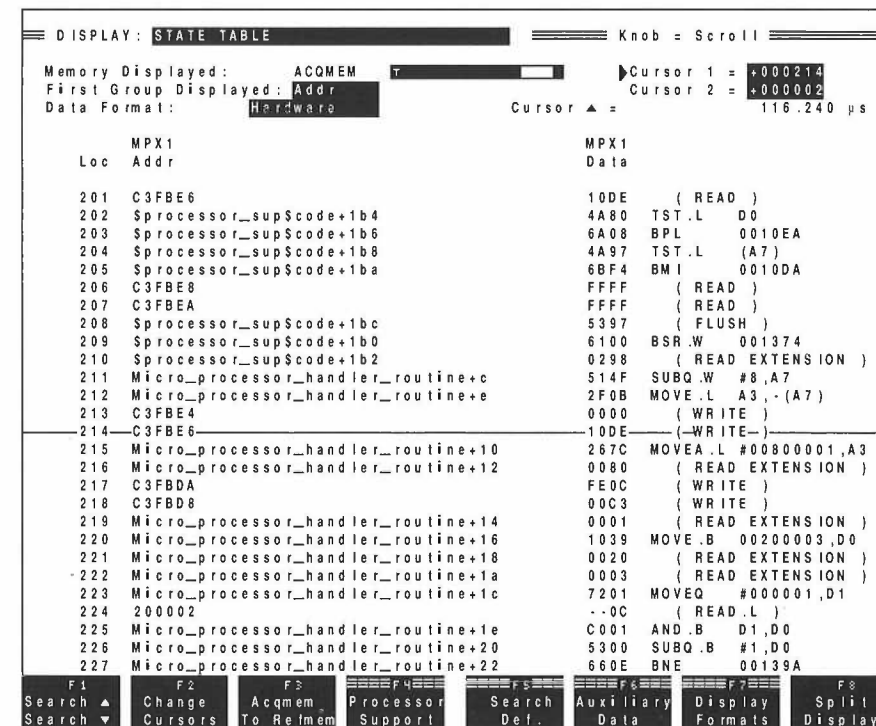 DISPLAY: STATE TABLE Knob = Scroll
Memory Displayed: ACQMEM T Cursor 1 = +000214
First Group Displayed: Addr Cursor 2 = +000002
Data Format: Hardware Cursor ▲ = 116.240 µs
MPX1 MPX1
Loc Addr Data
201 C3FBE6 10DE ( READ )
202 $processor_sup$code+1b4 4A80 TST.L D0
203 $processor_sup$code+1b6 6A08 BPL 0010EA
204 $processor_sup$code+1b8 4A97 TST.L (A7)
205 $processor_sup$code+1ba 6BF4 BMI 0010DA
206 C3FBE8 FFFF ( READ )
207 C3FBEA FFFF ( READ )
208 $processor_sup$code+1bc 5397 ( FLUSH )
209 $processor_sup$code+1b0 6100 BSR.W 001374
210 $processor_sup$code+1b2 0298 ( READ EXTENSION )
211 Micro_processor_handler_routine+c 514F SUBQ.W #8,A7
212 Micro_processor_handler_routine+e 2F0B MOVE.L A3,-(A7)
213 C3FBE4 0000 ( WRITE )
214 C3FBE6 10DE ( WRITE )
215 Micro_processor_handler_routine+10 267C MOVEA.L #00800001,A3
216 Micro_processor_handler_routine+12 0080 ( READ EXTENSION )
217 C3FBDA FE0C ( WRITE )
218 C3FBD8 00C3 ( WRITE )
219 Micro_processor_handler_routine+14 0001 ( READ EXTENSION )
220 Micro_processor_handler_routine+16 1039 MOVE.B 00200003,D0
221 Micro_processor_handler_routine+18 0020 ( READ EXTENSION )
222 Micro_processor_handler_routine+1a 0003 ( READ EXTENSION )
223 Micro_processor_handler_routine+1c 7201 MOVEQ #000001,D1
224 200002 --0C ( READ.L )
225 Micro_processor_handler_routine+1e C001 AND.B D1,D0
226 Micro_processor_handler_routine+20 5300 SUBQ.B #1,D0
227 Micro_processor_handler_routine+22 660E BNE 00139A
F1 F2 F3 F4 F5 F6 F7 F8
Search ▲ Change Acqmem Processor Search Auxiliary Display Split
Search ▼ Cursors To Refmem Support Def. Data Formats Display